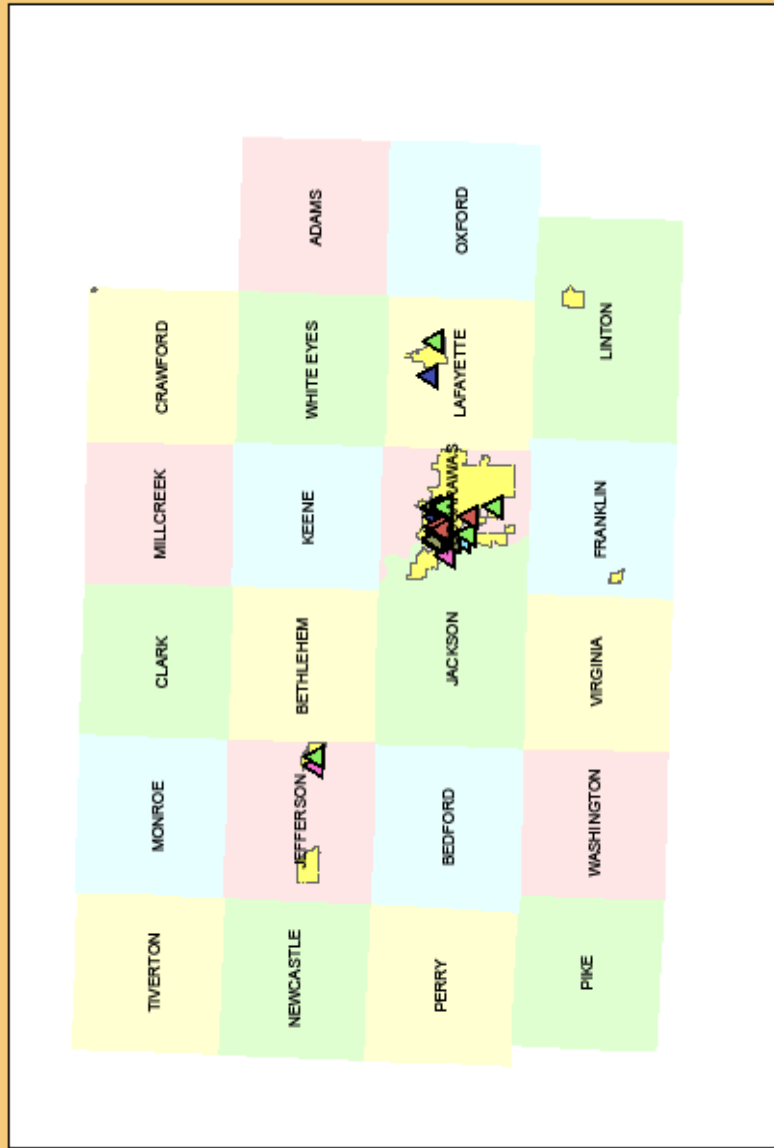 TIVERTON
MONROE
CLARK
MILLCREEK
CRAWFORD
NEWCASTLE
JEFFERSON
BETHLEHEM
KEENE
WHITE EYES
ADAMS
PERRY
BEDFORD
JACKSON
LAFAYETTE
OXFORD
PIKE
WASHINGTON
VIRGINIA
FRANKLIN
LINTON